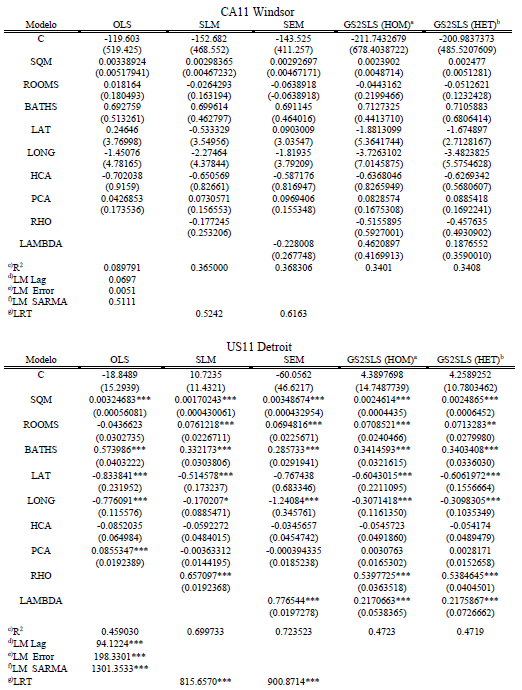 CA11 Windsor
Modelo OLS SLM SEM GS2SLS (HOM)a GS2SLS (HET)b
C -119.603 -152.682 -143.525 -211.7432679 -200.9837373
(519.425) (468.552) (411.257) (678.4038722) (485.5207609)
SQM 0.00338924 0.00298365 0.00292697 0.0023902 0.002477
(0.00517941) (0.00467232) (0.00467171) (0.0048714) (0.0051281)
ROOMS 0.018164 -0.0264293 -0.0638918 -0.0443162 -0.0512621
(0.180493) (0.163194) (-0.0638918) (0.2199466) (0.1232428)
BATHS 0.692759 0.699614 0.691145 0.7127325 0.7105883
(0.513261) (0.462797) (0.464016) (0.4413710) (0.6806414)
LAT 0.24646 -0.533329 0.0903009 -1.8813099 -1.674897
(3.76998) (3.54956) (3.03547) (5.3641744) (2.7128167)
LONG -1.45076 -2.27464 -1.81935 -3.7263102 -3.4823825
(4.78165) (4.37844) (3.79209) (7.0145875) (5.5754628)
HCA -0.702038 -0.650569 -0.587176 -0.6368046 -0.6269342
(0.9159) (0.82661) (0.816947) (0.8265949) (0.5680607)
PCA 0.0426853 0.0730571 0.0969406 0.0828574 0.0885418
(0.173536) (0.156553) (0.155348) (0.1675308) (0.1692241)
RHO -0.177245 -0.5155895 -0.457635
(0.253206) (0.5927001) (0.4930902)
LAMBDA -0.228008 0.4620897 0.1876552
(0.267748) (0.4169913) (0.3590010)
c)R2 0.089791 0.365000 0.368306 0.3401 0.3408
d)LM Lag 0.0697
e)LM Error 0.0051
f)LM SARMA 0.5111
g)LRT 0.5242 0.6163
US11 Detroit
Modelo OLS SLM SEM GS2SLS (HOM)a GS2SLS (HET)b
C -18.8489 10.7235 -60.0562 4.3897698 4.2589252
(15.2939) (11.4321) (46.6217) (14.7487739) (10.7803462)
SQM 0.00324683*** 0.00170243*** 0.00348674*** 0.0024614*** 0.0024865***
(0.00056081) (0.000430061) (0.000432954) (0.0004435) (0.0006452)
ROOMS -0.0436623 0.0761218*** 0.0694816*** 0.0708521*** 0.0713283**
(0.0302735) (0.0226711) (0.0225671) (0.0240466) (0.0279980)
BATHS 0.573986*** 0.332173*** 0.285733*** 0.3414593*** 0.3403408***
(0.0403222) (0.0303806) (0.0291941) (0.0321615) (0.0336030)
LAT -0.833841*** -0.514578*** -0.767438 -0.6043015*** -0.6061972***
(0.231952) (0.173237) (0.683346) (0.2211095) (0.1556664)
LONG -0.776091*** -0.170207* -1.24084*** -0.3071418*** -0.3098305***
(0.115576) (0.0885471) (0.345761) (0.1161350) (0.1035349)
HCA -0.0852035 -0.0592272 -0.0345657 -0.0545723 -0.054174
(0.064984) (0.0484015) (0.0454742) (0.0491860) (0.0489479)
PCA 0.0855347*** -0.00363312 -0.000394335 0.0030763 0.0028171
(0.0192389) (0.0144195) (0.0185238) (0.0165302) (0.0152658)
RHO 0.657097*** 0.5397725*** 0.5384645***
(0.0192368) (0.0363518) (0.0404501)
LAMBDA 0.776544*** 0.2170663*** 0.2175867***
(0.0197278) (0.0538365) (0.0726662)
c)R2 0.459030 0.699733 0.723523 0.4723 0.4719
d)LM Lag 94.1224***
e)LM Error 198.3301***
f)LM SARMA 1301.3533***
g)LRT 815.6570*** 900.8714***